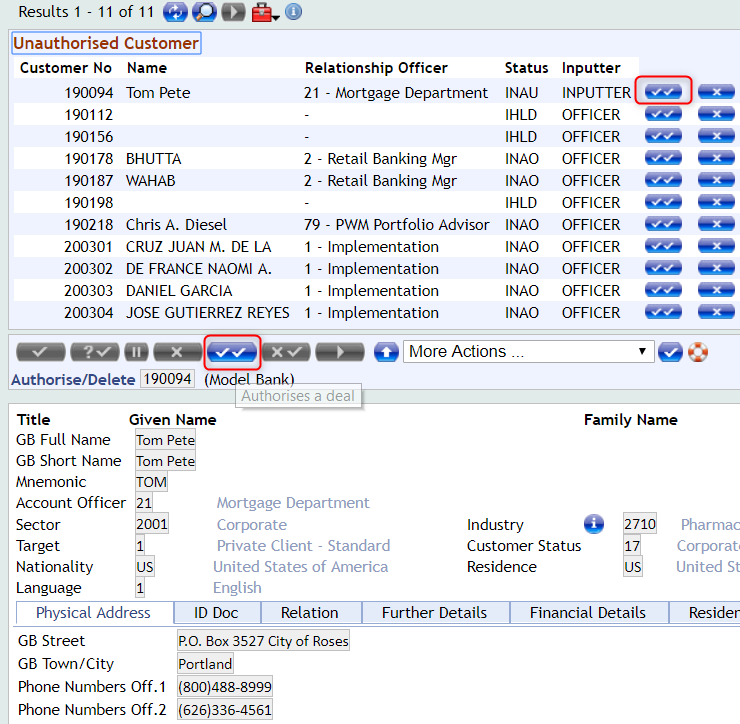 Results 1 - 11 of 11
Unauthorised Customer
Customer No Name Relationship Officer Status Inputter
190094 Tom Pete 21 - Mortgage Department INAU INPUTTER
190112 - IHLD OFFICER
190156 - IHLD OFFICER
190178 BHUTTA 2 - Retail Banking Mgr INAO OFFICER
190187 WAHAB 2 - Retail Banking Mgr INAO OFFICER
190198 - IHLD OFFICER
190218 Chris A. Diesel 79 - PWM Portfolio Advisor INAO OFFICER
200301 CRUZ JUAN M. DE LA 1 - Implementation INAO OFFICER
200302 DE FRANCE NAOMI A. 1 - Implementation INAO OFFICER
200303 DANIEL GARCIA 1 - Implementation INAO OFFICER
200304 JOSE GUTIERREZ REYES 1 - Implementation INAO OFFICER
More Actions ...
Authorise/Delete 190094 (Model Bank)
Authorises a deal
Title Given Name Family Name
GB Full Name Tom Pete
GB Short Name Tom Pete
Mnemonic TOM
Account Officer 21 Mortgage Department
Sector 2001 Corporate Industry 2710 Pharmac
Target 1 Private Client - Standard Customer Status 17 Corporat
Nationality US United States of America Residence US United St
Language 1 English
Physical Address ID Doc Relation Further Details Financial Details Residen
GB Street P.O. Box 3527 City of Roses
GB Town/City Portland
Phone Numbers Off.1 (800)488-8999
Phone Numbers Off.2 (626)336-4561